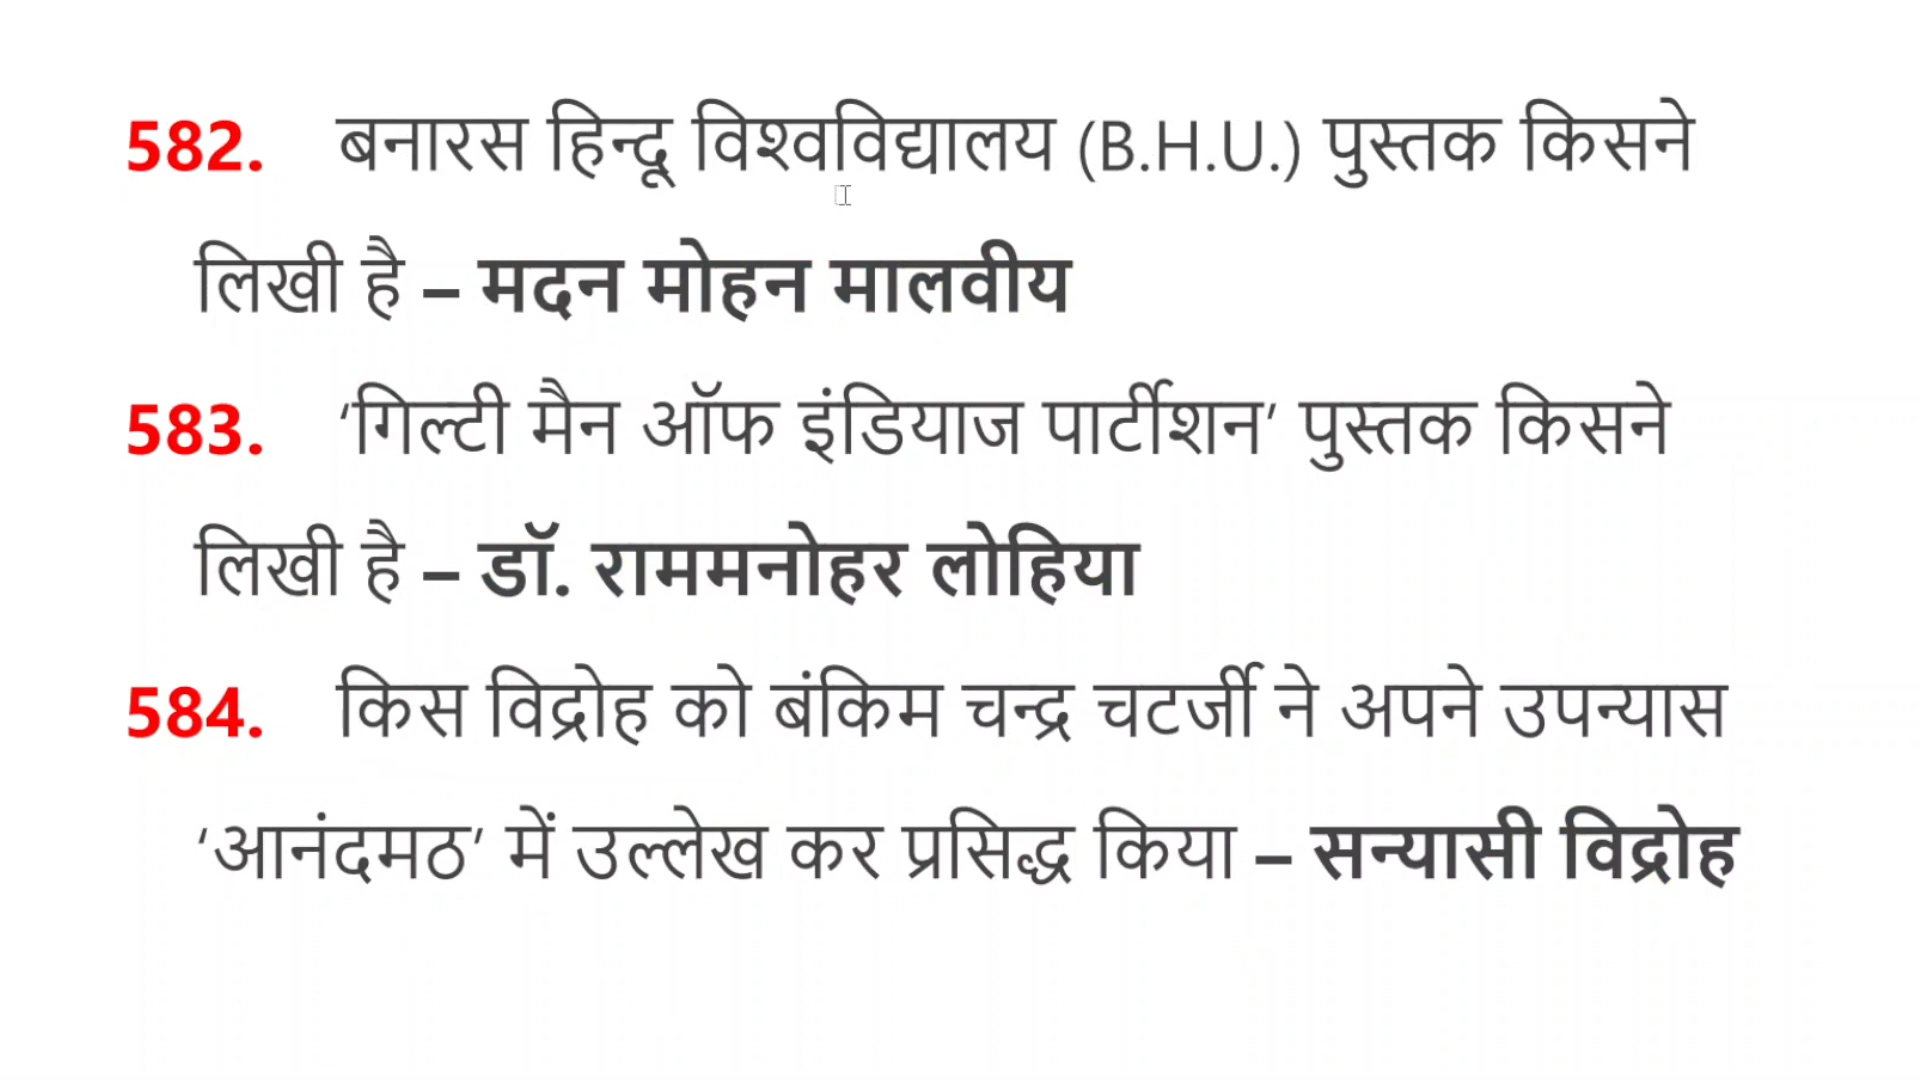 582. बनारस हिन्दू विश्वविद्यालय (B.H.U.) पुस्तक किसने
लिखी है – मदन मोहन मालवीय
583. ‘गिल्टी मैन ऑफ इंडियाज पार्टीशन’ पुस्तक किसने
लिखी है – डॉ. राममनोहर लोहिया
584. किस विद्रोह को बंकिम चन्द्र चटर्जी ने अपने उपन्यास
‘आनंदमठ’ में उल्लेख कर प्रसिद्ध किया – सन्यासी विद्रोह